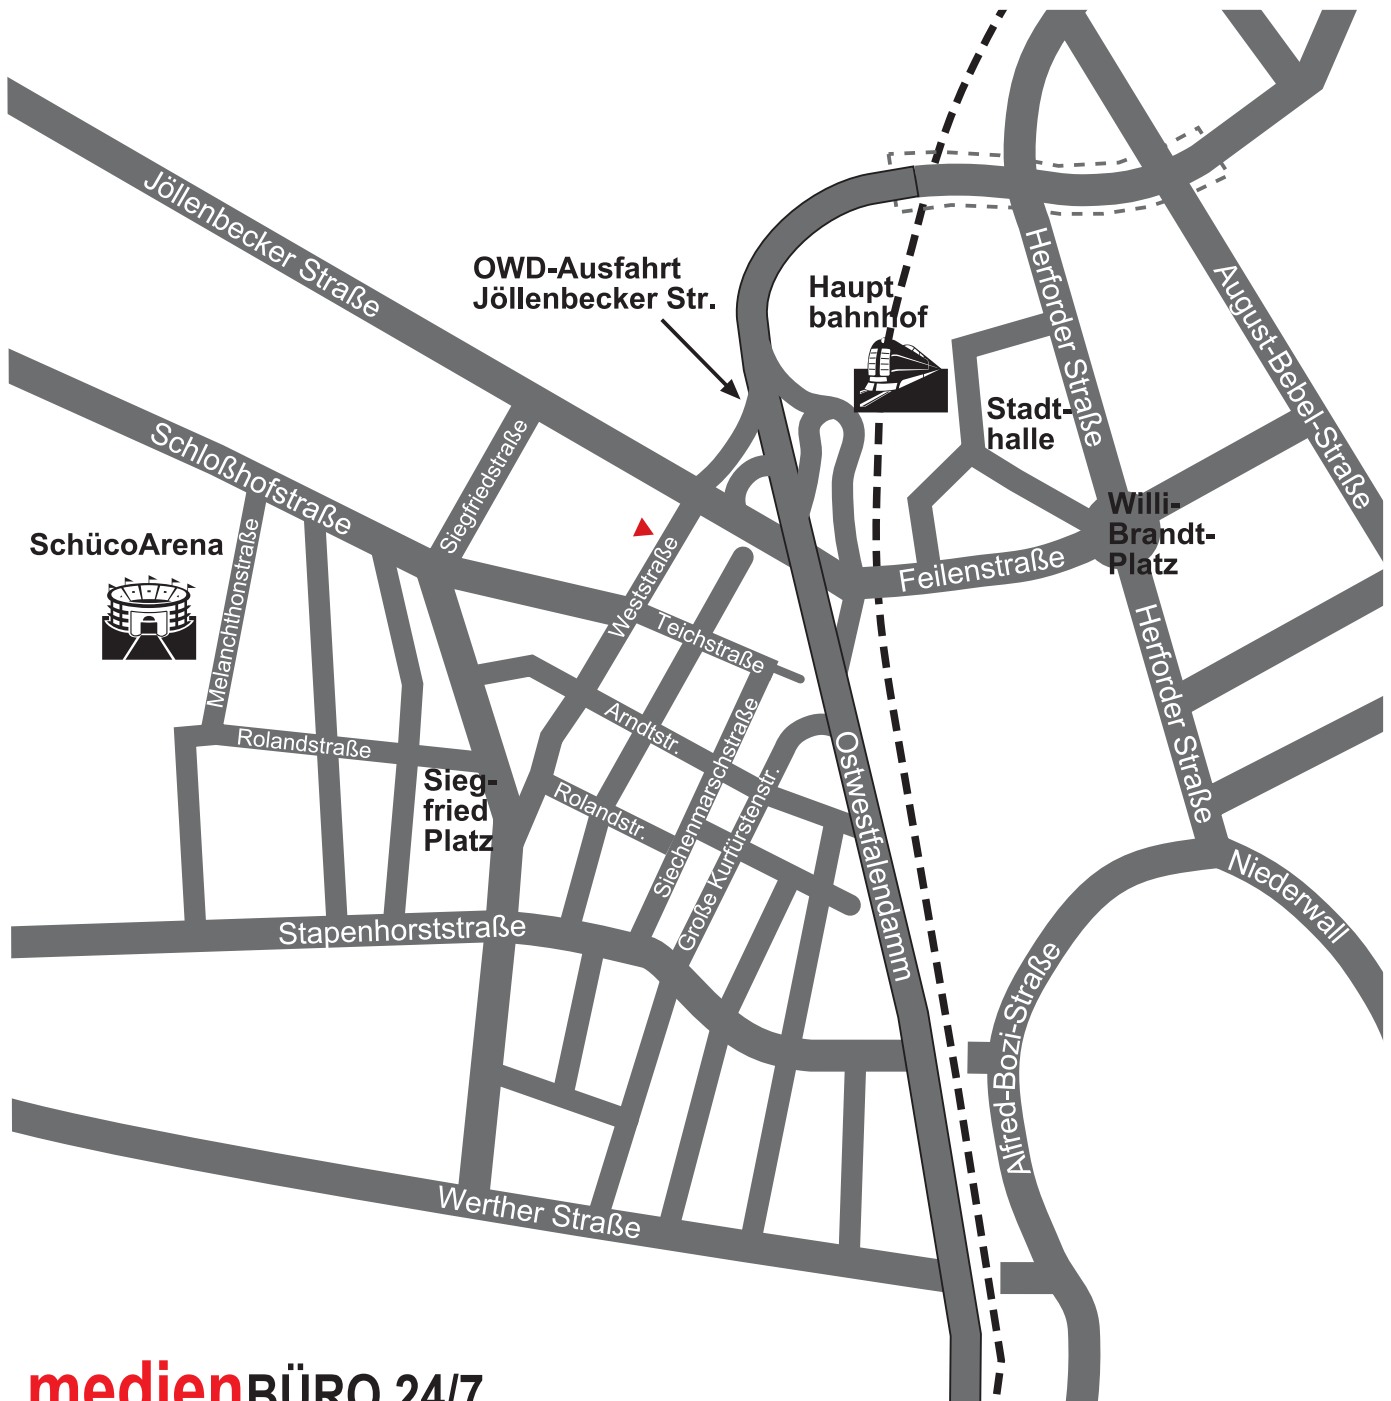 Jöllenbecker Straße
OWD-Ausfahrt
Jöllenbecker Str.
Haupt
bahnhof
Herforder Straße
August-Bebel-Straße
Stadt-
halle
Schloßhofstraße
Siegfriedstraße
Willi-
Brandt-
Platz
SchücoArena
Melanchthonstraße
Weststraße
Feilenstraße
Teichstraße
Herforder Straße
Rolandstraße
Arndtstr.
Siechenmarschstraße
Sieg-
fried
Platz
Rolandstr.
Große Kurfürstenstr.
Ostwestfalendamm
Niederwall
Stapenhorststraße
Alfred-Bozi-Straße
Werther Straße
medienBÜRO 24/7